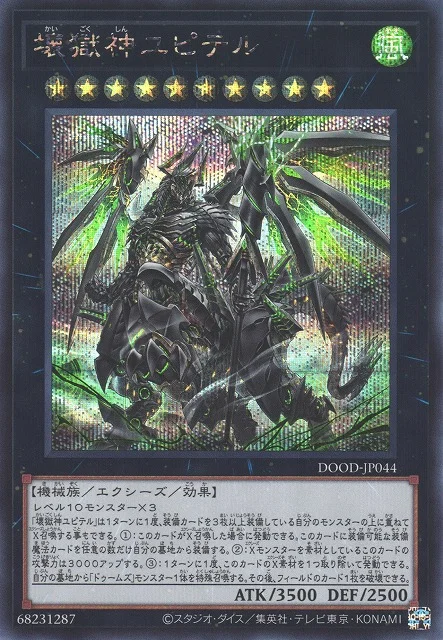 壊獄神ユピテル
風
DOOD-JP044
【機械族／エクシーズ／効果】
レベル10モンスター×3
「壊獄神ユピテル」は1ターンに1度、装備カードを3枚以上装備している自分のモンスターの上に重ねて
X召喚する事もできる。①：このカードがX召喚した場合に発動できる。このカードに装備可能な装備
魔法カードを任意の数だけ自分の墓地から装備する。②：Xモンスターを素材としているこのカードの
攻撃力は3000アップする。③：1ターンに1度、このカードのX素材を1つ取り除いて発動できる。
自分の墓地から「ドゥームズ」モンスター1体を特殊召喚する。その後、フィールドのカード1枚を破壊できる。
ATK/3500 DEF/2500
68231287
©スタジオ・ダイス／集英社・テレビ東京・KONAMI